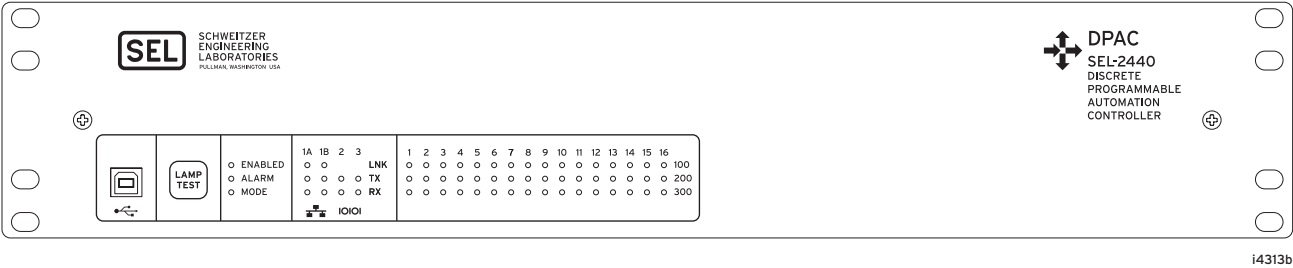 SEL
SCHWEITZER
ENGINEERING
LABORATORIES
PULLMAN, WASHINGTON USA
DPAC
SEL-2440
DISCRETE
PROGRAMMABLE
AUTOMATION
CONTROLLER
LAMP
TEST
ENABLED
ALARM
MODE
1A 1B 2 3
LNK
TX
RX
IOIOI
1 2 3 4 5 6 7 8 9 10 11 12 13 14 15 16
100
200
300
i4313b